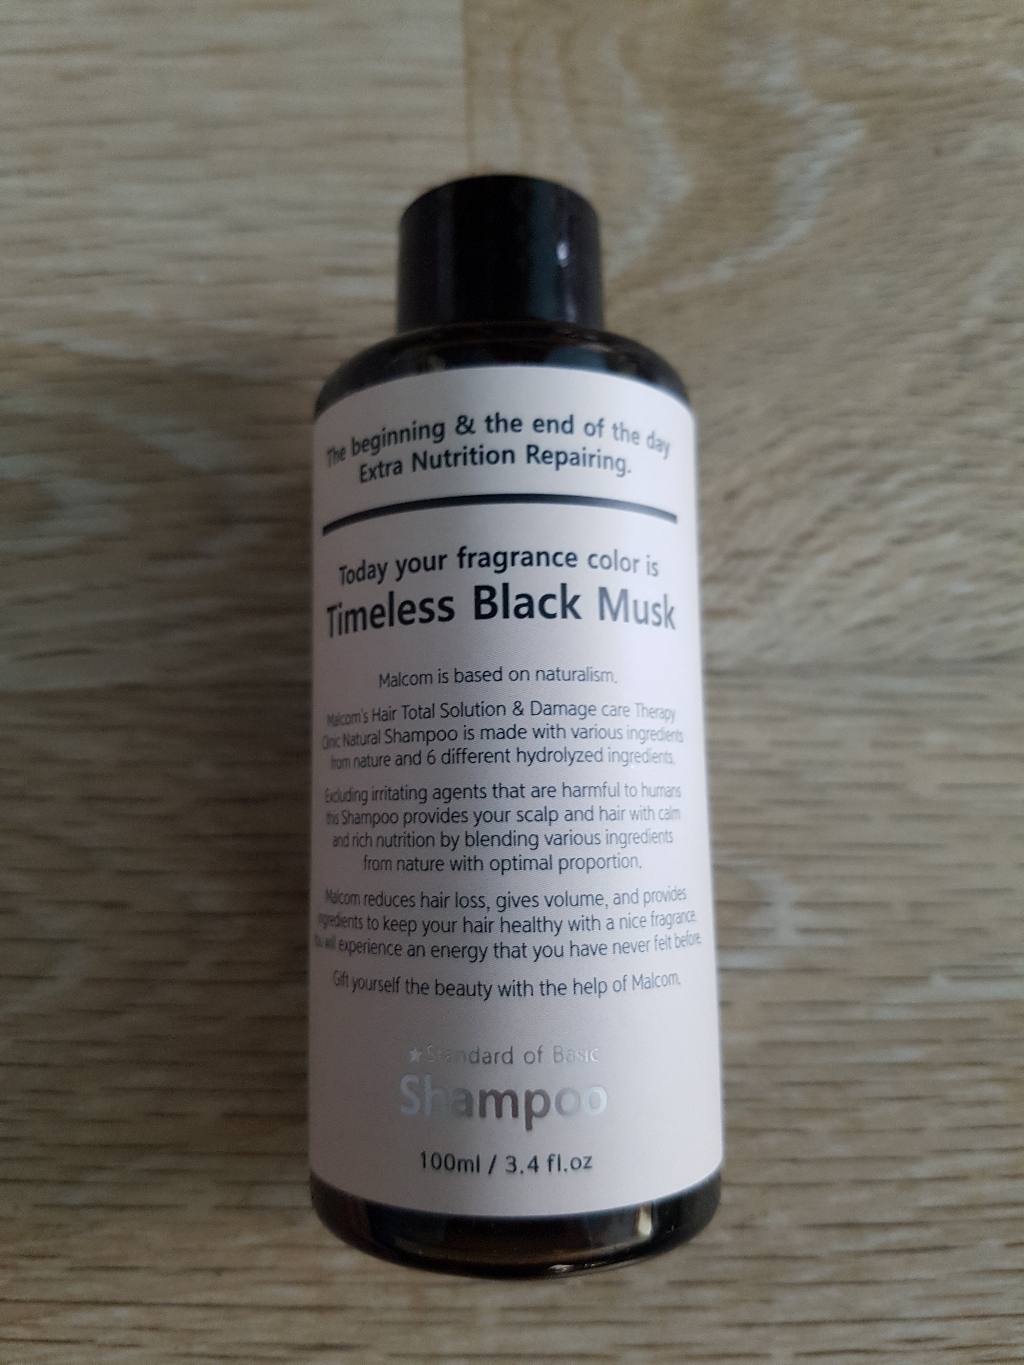 The beginning & the end of the day
Extra Nutrition Repairing.
Today your fragrance color is
Timeless Black Musk
Malcom is based on naturalism.
Malcom's Hair Total Solution & Damage care Therapy
Clinic Natural Shampoo is made with various ingredients
from nature and 6 different hydrolyzed ingredients.
Excluding irritating agents that are harmful to humans
this Shampoo provides your scalp and hair with calm
and rich nutrition by blending various ingredients
from nature with optimal proportion.
Malcom reduces hair loss, gives volume, and provides
ingredients to keep your hair healthy with a nice fragrance.
You will experience an energy that you have never felt before.
Gift yourself the beauty with the help of Malcom.
★Standard of Basic
Shampoo
100ml / 3.4 fl.oz